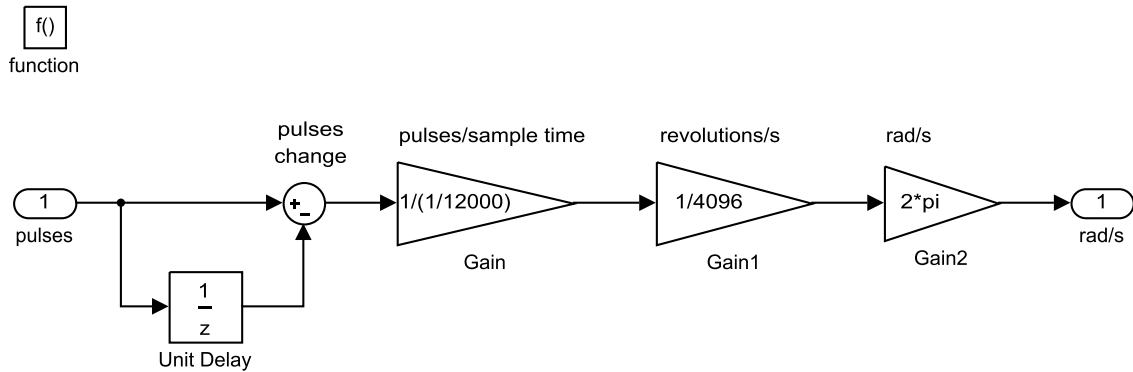 f()
function
pulses
change
pulses/sample time
revolutions/s
rad/s
1
pulses
+
−
1/(1/12000)
Gain
1/4096
Gain1
2*pi
Gain2
1
rad/s
1
z
Unit Delay